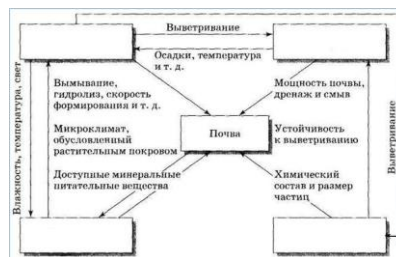 Выветривание
Осадки, температура
и т. д.
Влажность, температура, свет
Вымывание,
гидролиз, скорость
формирования и т. д.
Мощность почвы,
дренаж и смыв
Микроклимат,
обусловленный
растительным покровом
Почва
Устойчивость
к выветриванию
Выветривание
Доступные минеральные
питательные вещества
Химический
состав и размер
частиц